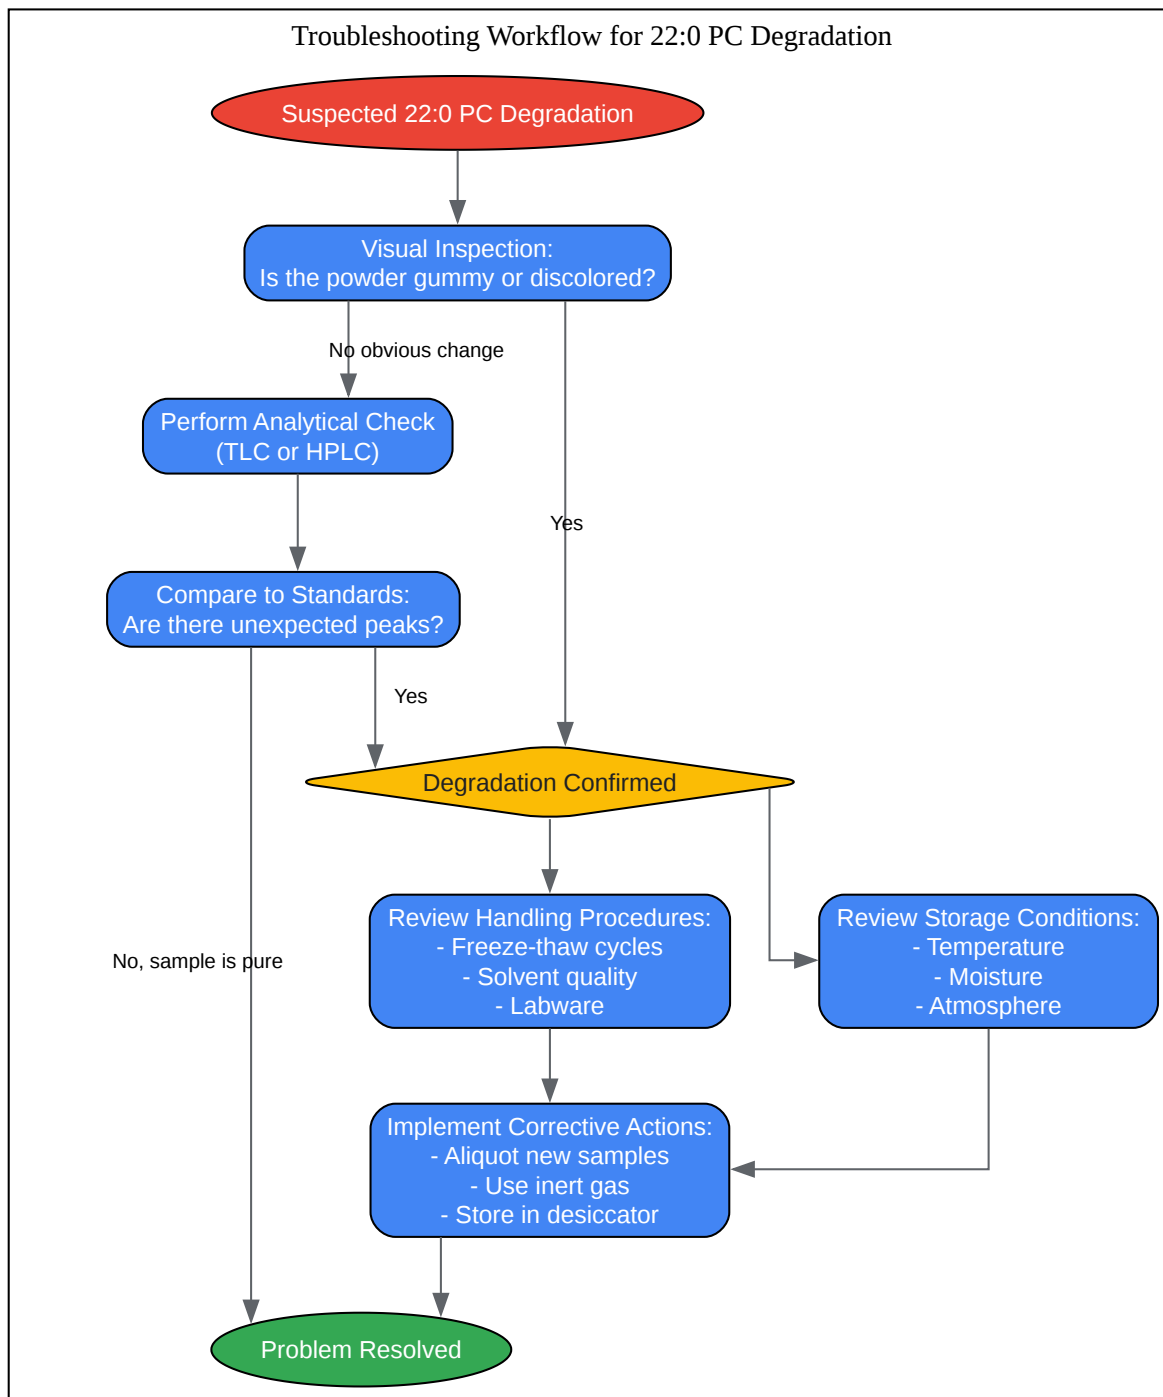 Troubleshooting Workflow for 22:0 PC Degradation
Suspected 22:0 PC Degradation
Visual Inspection:
Is the powder gummy or discolored?
No obvious change
Perform Analytical Check
(TLC or HPLC)
Yes
Compare to Standards:
Are there unexpected peaks?
Yes
Degradation Confirmed
Review Handling Procedures:
- Freeze-thaw cycles
- Solvent quality
- Labware
Review Storage Conditions:
- Temperature
- Moisture
- Atmosphere
No, sample is pure
Implement Corrective Actions:
- Aliquot new samples
- Use inert gas
- Store in desiccator
Problem Resolved